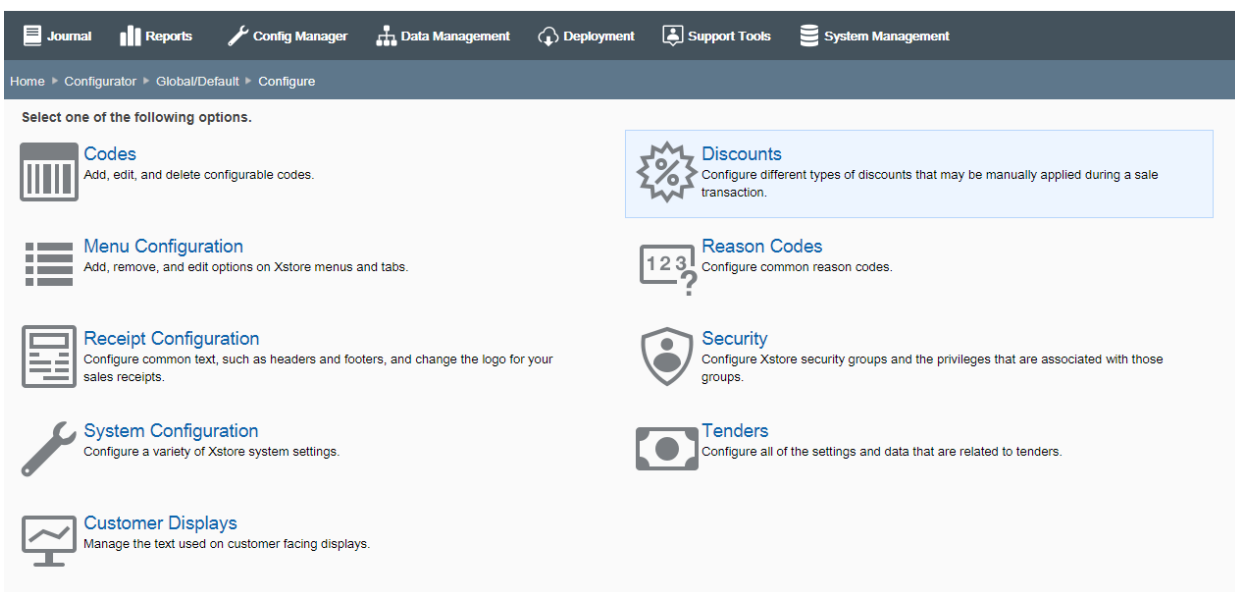 Journal Reports Config Manager Data Management Deployment Support Tools System Management
Home Configurator Global/Default Configure
Select one of the following options.
Codes
Add, edit, and delete configurable codes.
Discounts
Configure different types of discounts that may be manually applied during a sale
transaction.
Menu Configuration
Add, remove, and edit options on Xstore menus and tabs.
123?
Reason Codes
Configure common reason codes.
Receipt Configuration
Configure common text, such as headers and footers, and change the logo for your
sales receipts.
Security
Configure Xstore security groups and the privileges that are associated with those
groups.
System Configuration
Configure a variety of Xstore system settings.
Tenders
Configure all of the settings and data that are related to tenders.
Customer Displays
Manage the text used on customer facing displays.